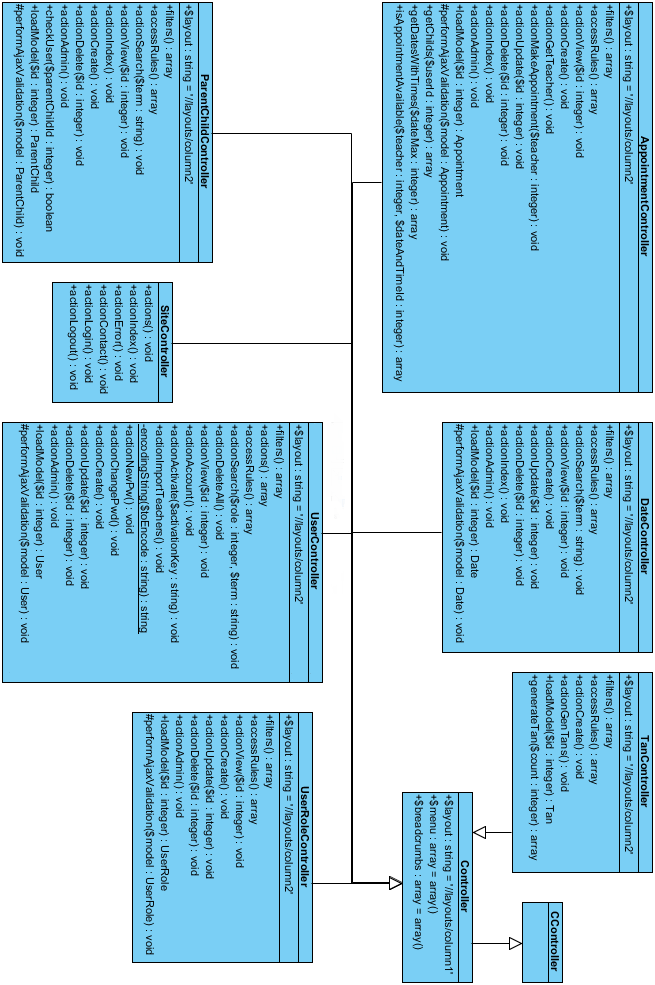 AppointmentController
+$layout : string = "//layouts/column2"
+filters() : array
+accessRules() : array
+actionView($id : integer) : void
+actionCreate() : void
+actionGetTeacher() : void
+actionMakeAppointment($teacher : integer) : void
+actionUpdate($id : integer) : void
+actionDelete($id : integer) : void
+actionIndex() : void
+actionAdmin() : void
+loadModel($id : integer) : Appointment
#performAjaxValidation($model : Appointment) : void
+getChilds($userId : integer) : array
+getDatesWithTimes($dateMax : integer) : array
+isAppointmentAvailable($teacher : integer, $dateAndTimeId : integer) : array
DateController
+$layout : string = "//layouts/column2"
+filters() : array
+accessRules() : array
+actionSearch($term : string) : void
+actionView($id : integer) : void
+actionCreate() : void
+actionUpdate($id : integer) : void
+actionDelete($id : integer) : void
+actionIndex() : void
+actionAdmin() : void
+loadModel($id : integer) : Date
#performAjaxValidation($model : Date) : void
TanController
+$layout : string = "//layouts/column2"
+filters() : array
+accessRules() : array
+actionCreate() : void
+actionGenTans() : void
+loadModel($id : integer) : Tan
+generateTan($count : integer) : array
CController
Controller
+$layout : string = "//layouts/column1"
+$menu : array = array()
+$breadcrumbs : array = array()
ParentChildController
+$layout : string = "//layouts/column2"
+filters() : array
+accessRules() : array
+actionSearch($term : string) : void
+actionView($id : integer) : void
+actionIndex() : void
+actionCreate() : void
+actionDelete($id : integer) : void
+actionAdmin() : void
+checkUser($parentChildId : integer) : boolean
+loadModel($id : integer) : ParentChild
#performAjaxValidation($model : ParentChild) : void
SiteController
+actions() : void
+actionIndex() : void
+actionError() : void
+actionContact() : void
+actionLogin() : void
+actionLogout() : void
UserController
+$layout : string = "//layouts/column2"
+filters() : array
+actions() : array
+accessRules() : array
+actionSearch($role : integer, $term : string) : void
+actionDeleteAll() : void
+actionView($id : integer) : void
+actionAccount() : void
+actionActivate($activationKey : string) : void
+actionImportTeachers() : void
-encodingString($toEncode : string) : string
+actionNewPw() : void
+actionChangePwd() : void
+actionCreate() : void
+actionUpdate($id : integer) : void
+actionDelete($id : integer) : void
+actionAdmin() : void
+loadModel($id : integer) : User
#performAjaxValidation($model : User) : void
UserRoleController
+$layout : string = "//layouts/column2"
+filters() : array
+accessRules() : array
+actionView($id : integer) : void
+actionCreate() : void
+actionUpdate($id : integer) : void
+actionDelete($id : integer) : void
+actionAdmin() : void
+loadModel($id : integer) : UserRole
#performAjaxValidation($model : UserRole) : void